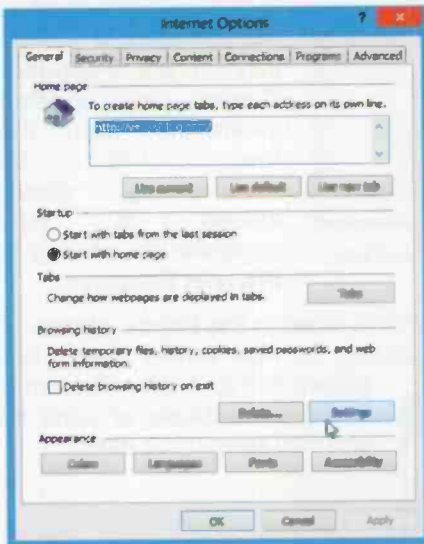 Internet Options
General Security Privacy Content Connections Programs Advanced
Home page
To create home page tabs, type each address on its own line.
Use current Use default Use new tab
Startup
Start with tabs from the last session
Start with home page
Tabs
Change how webpages are displayed in tabs.
Tabs
Browsing history
Delete temporary files, history, cookies, saved passwords, and web
form information.
Delete browsing history on exit
Delete... Settings
Appearance
Colors Languages Fonts Accessibility
OK Cancel Apply